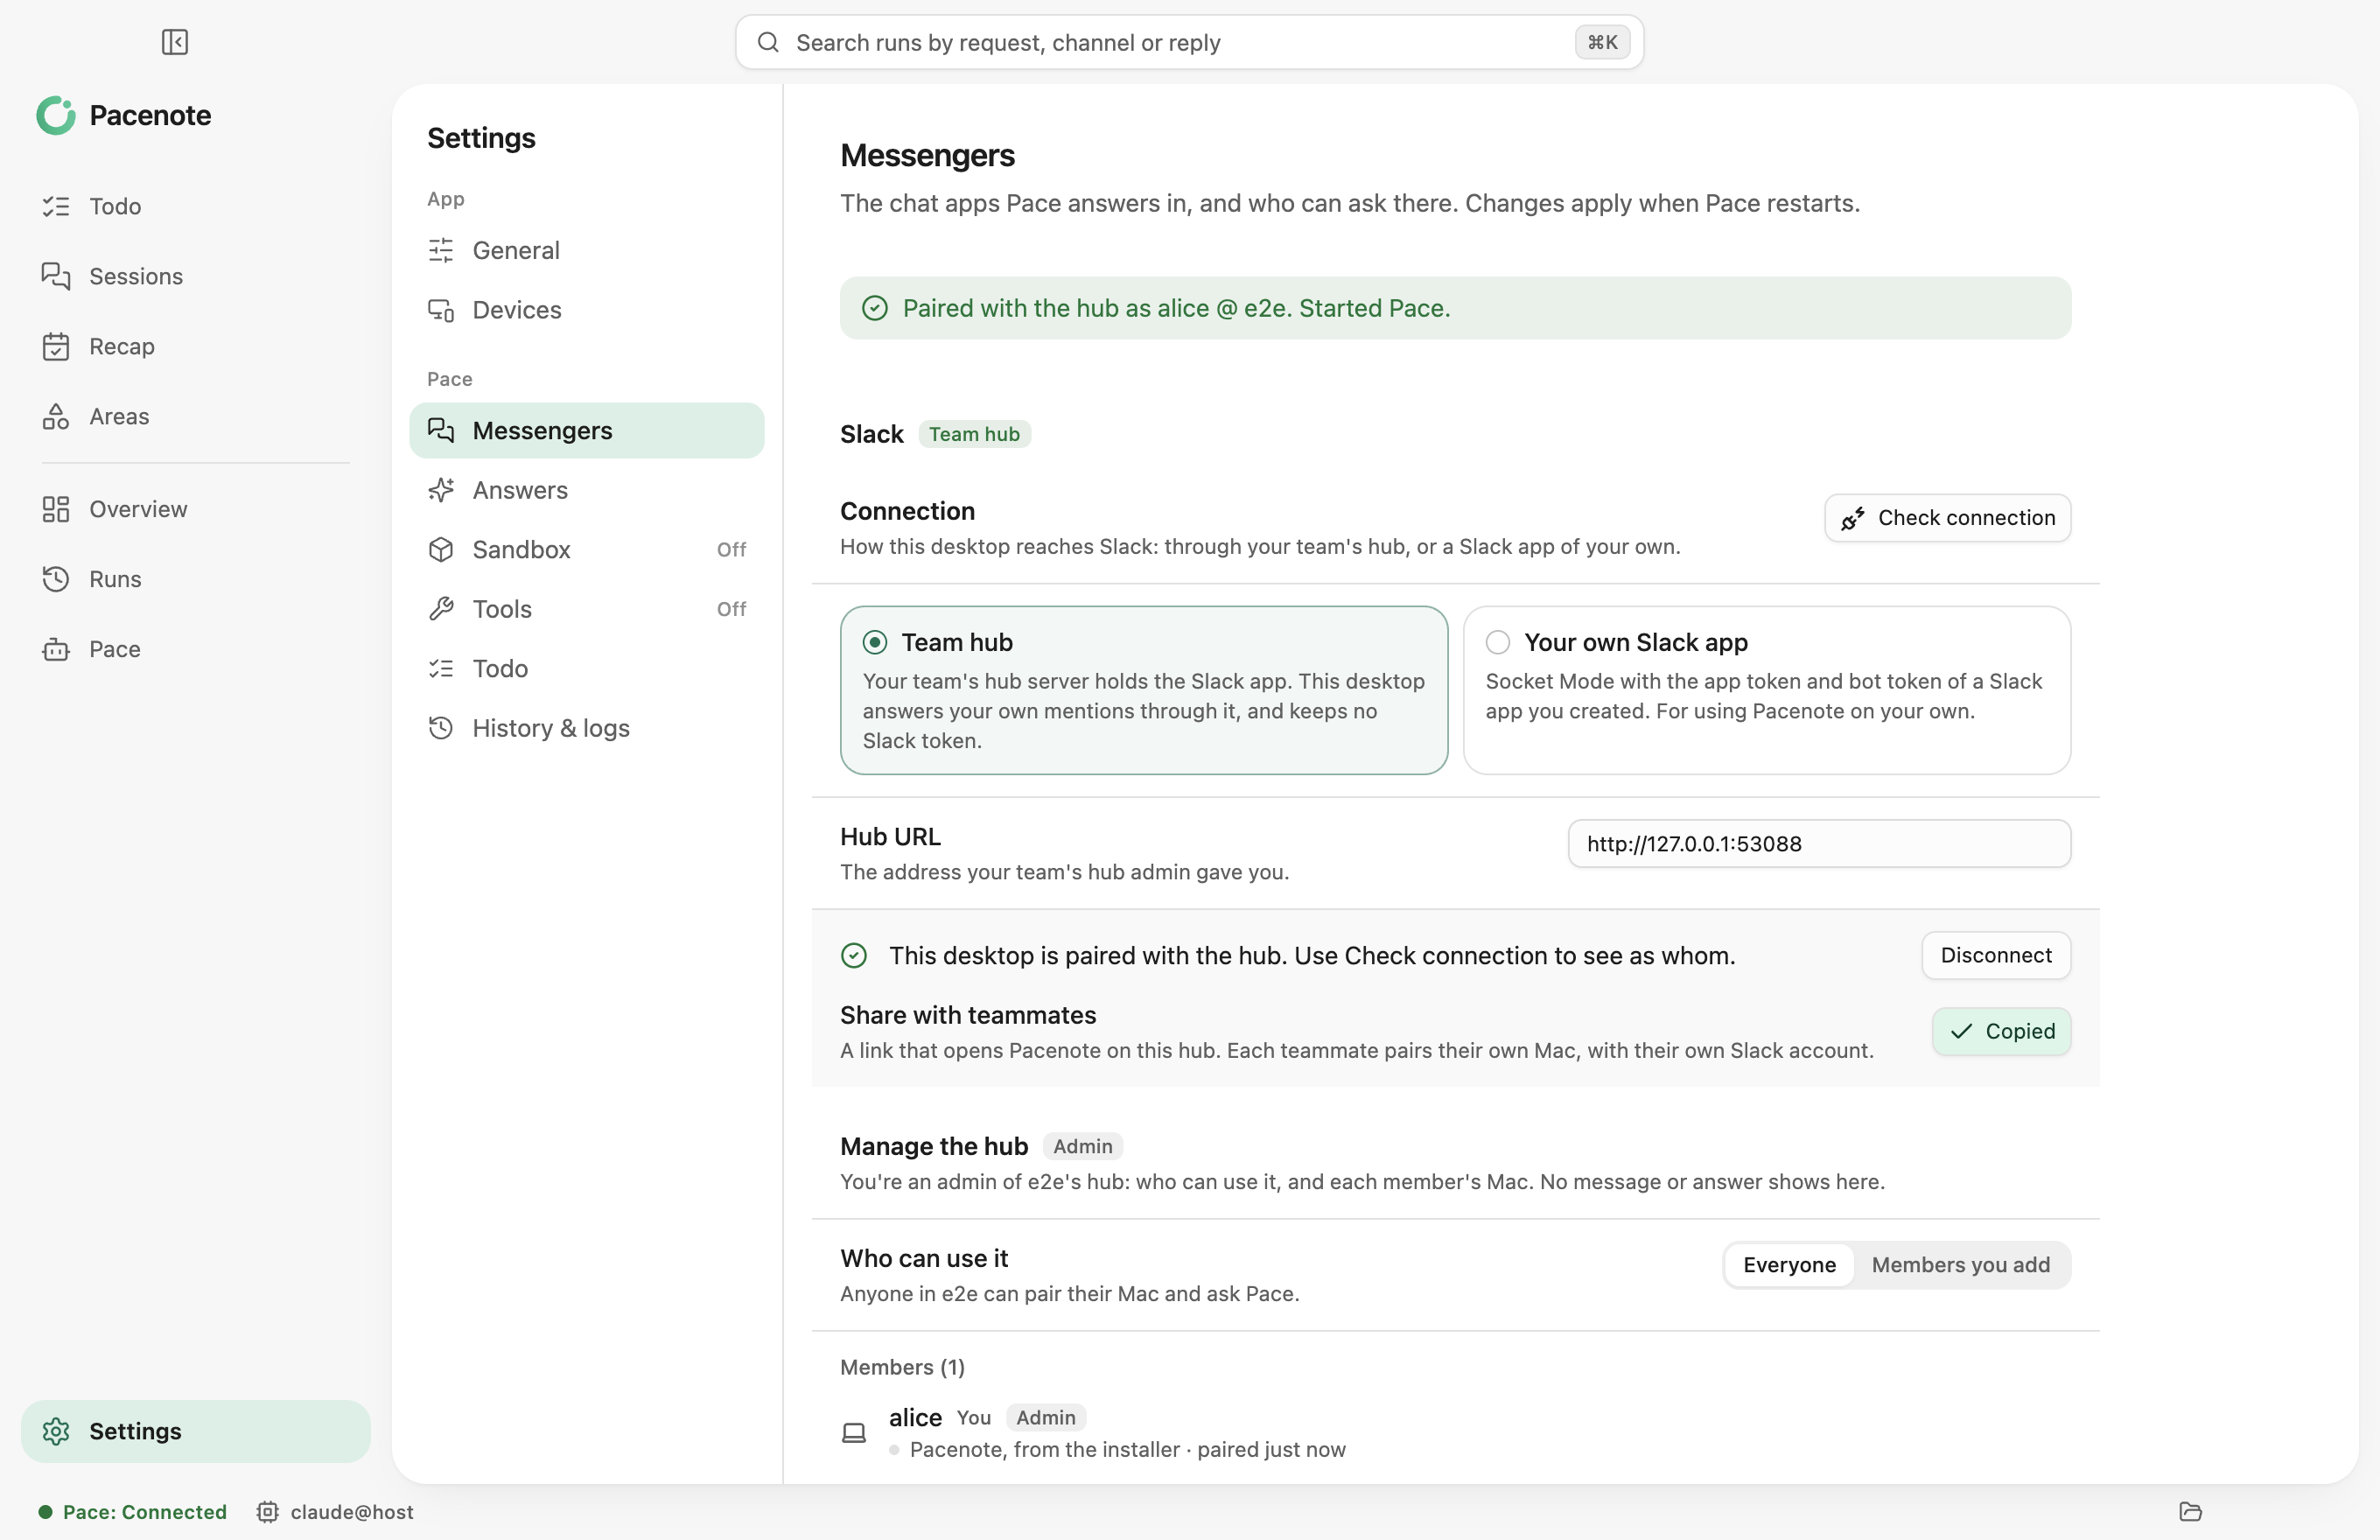 Search runs by request, channel or reply
⌘K
Pacenote
Todo
Sessions
Recap
Areas
Overview
Runs
Pace
Settings
Pace: Connected
claude@host
Settings
App
General
Devices
Pace
Messengers
Answers
Sandbox Off
Tools Off
Todo
History & logs
Messengers
The chat apps Pace answers in, and who can ask there. Changes apply when Pace restarts.
Paired with the hub as alice @ e2e. Started Pace.
Slack Team hub
Connection
How this desktop reaches Slack: through your team's hub, or a Slack app of your own.
Check connection
Team hub
Your team's hub server holds the Slack app. This desktop
answers your own mentions through it, and keeps no
Slack token.
Your own Slack app
Socket Mode with the app token and bot token of a Slack
app you created. For using Pacenote on your own.
Hub URL
The address your team's hub admin gave you.
http://127.0.0.1:53088
This desktop is paired with the hub. Use Check connection to see as whom.
Disconnect
Share with teammates
A link that opens Pacenote on this hub. Each teammate pairs their own Mac, with their own Slack account.
Copied
Manage the hub Admin
You're an admin of e2e's hub: who can use it, and each member's Mac. No message or answer shows here.
Who can use it
Anyone in e2e can pair their Mac and ask Pace.
Everyone Members you add
Members (1)
alice You Admin
Pacenote, from the installer · paired just now